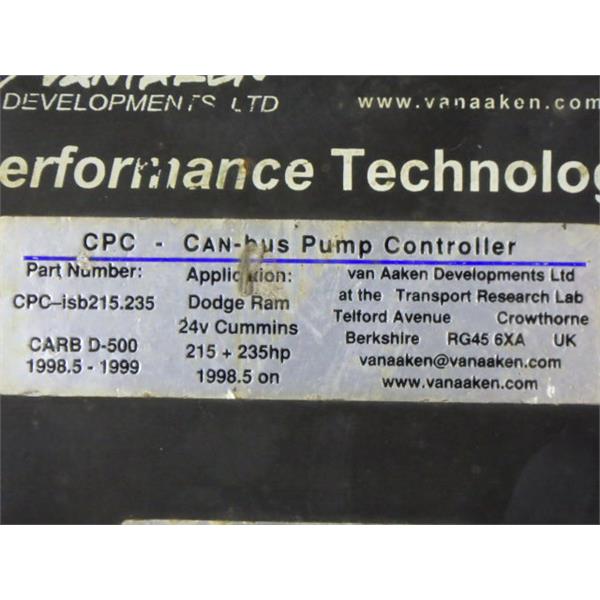 VANAAKEN
DEVELOPMENTS LTD
www.vanaaken.com
erformance Technolog
CPC - CAN-bus Pump Controller
Part Number:
CPC-isb215.235
CARB D-500
1998.5 - 1999
Application:
Dodge Ram
24v Cummins
215 + 235hp
1998.5 on
van Aaken Developments Ltd
at the Transport Research Lab
Telford Avenue Crowthorne
Berkshire RG45 6XA UK
vanaaken@vanaaken.com
www.vanaaken.com